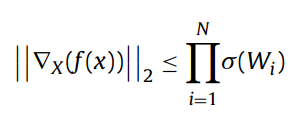 ||∇_X(f(x))||_2 ≤ ∏_{i=1}^{N} σ(W_i)